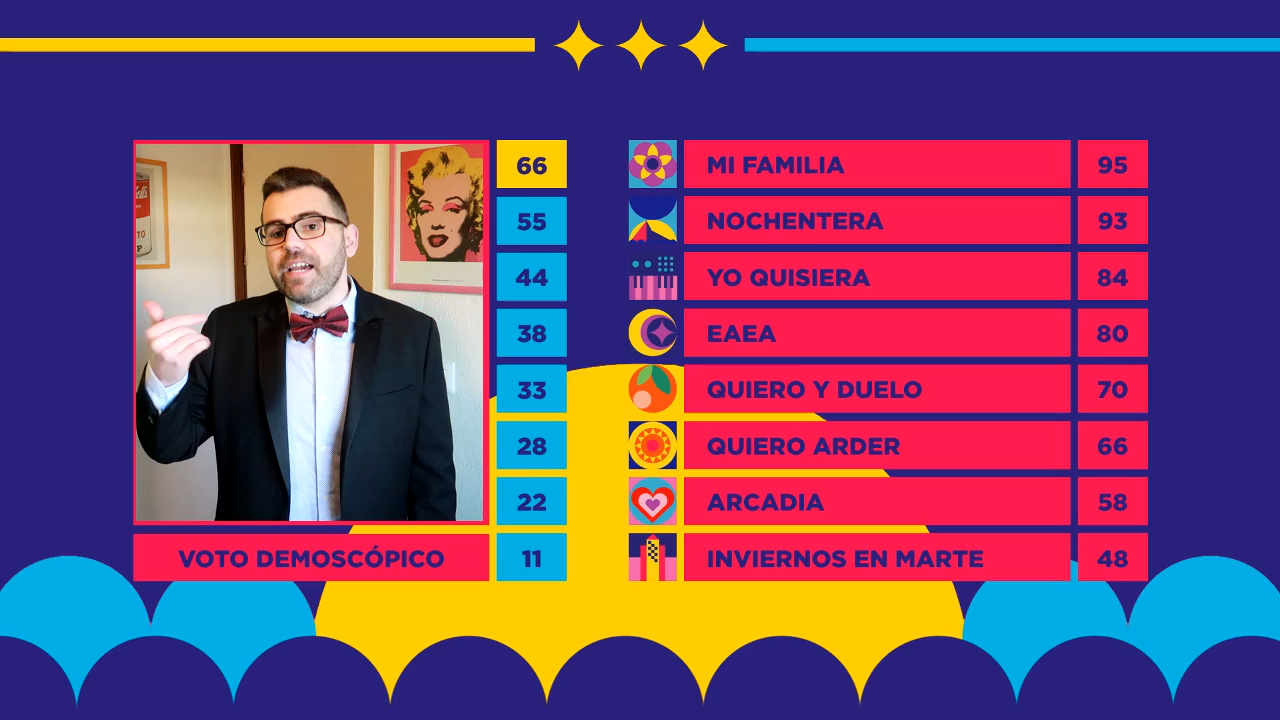 66
55
44
38
33
28
22
11
VOTO DEMOSCÓPICO
MI FAMILIA 95
NOCHENTERA 93
YO QUISIERA 84
EAEA 80
QUIERO Y DUELO 70
QUIERO ARDER 66
ARCADIA 58
INVIERNOS EN MARTE 48